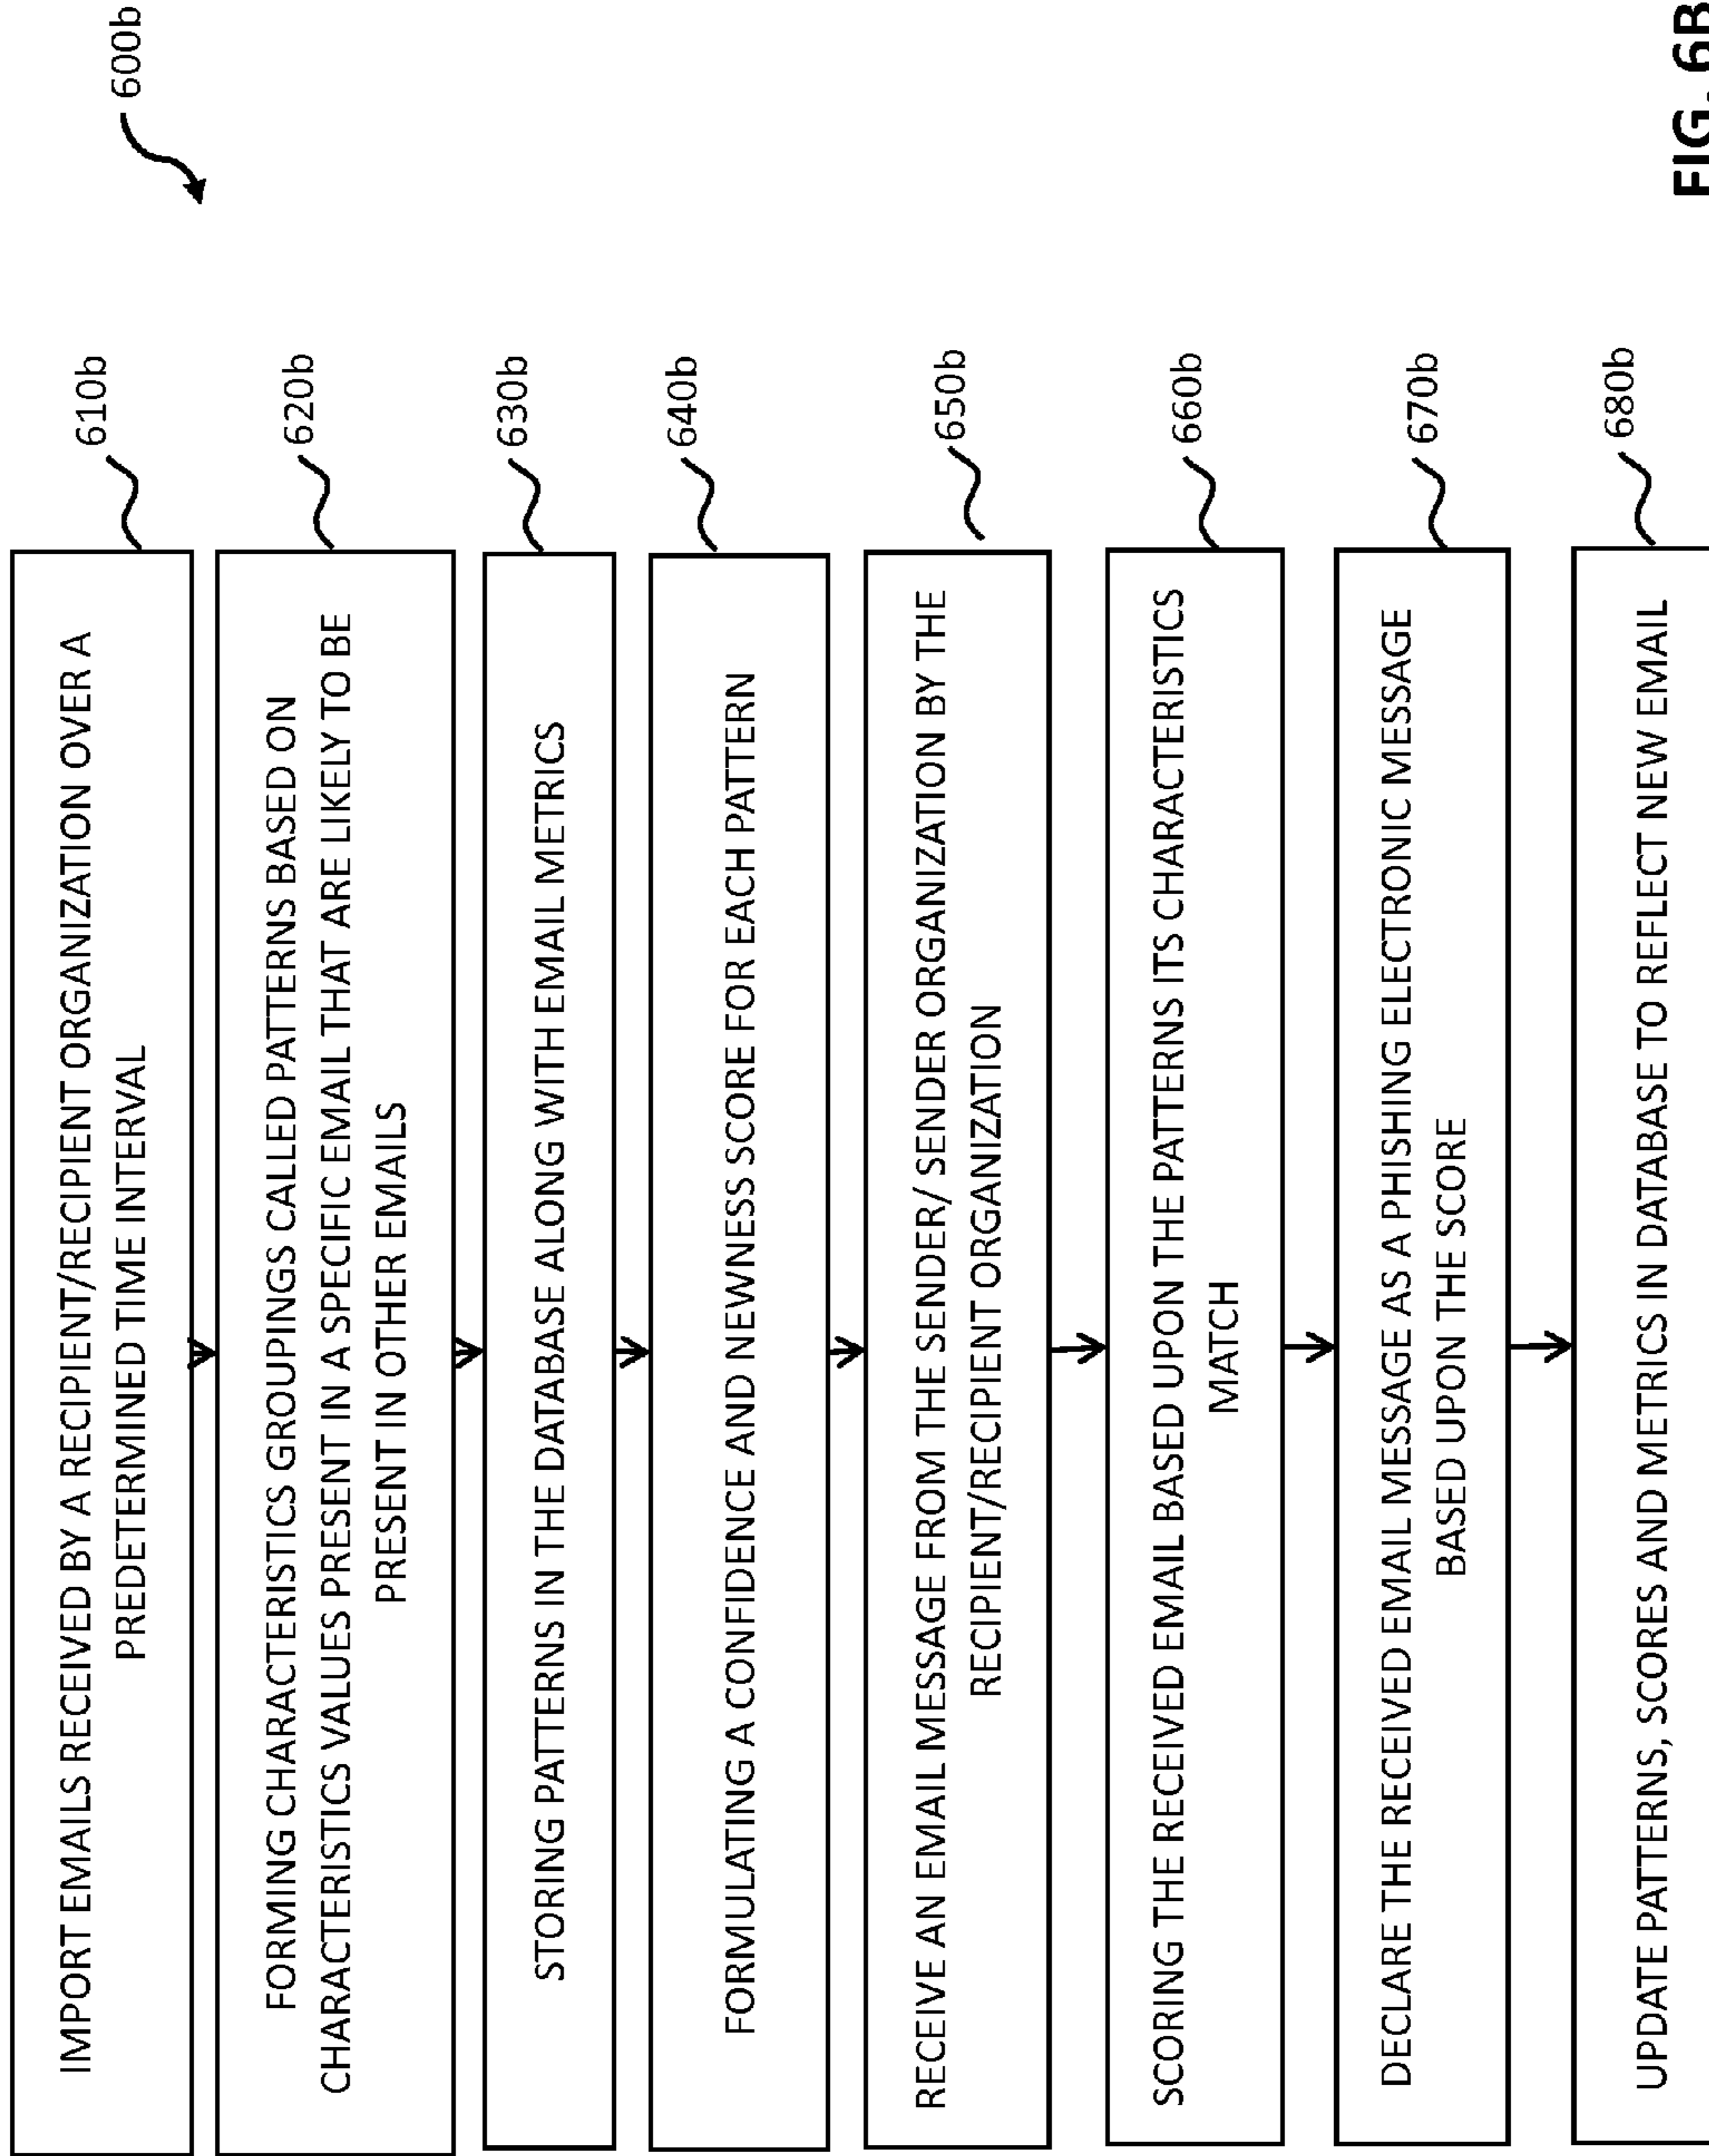 600b
610b
IMPORT EMAILS RECEIVED BY A RECIPIENT/RECIPIENT ORGANIZATION OVER A
PREDETERMINED TIME INTERVAL
620b
FORMING CHARACTERISTICS GROUPINGS CALLED PATTERNS BASED ON
CHARACTERISTICS VALUES PRESENT IN A SPECIFIC EMAIL THAT ARE LIKELY TO BE
PRESENT IN OTHER EMAILS
630b
STORING PATTERNS IN THE DATABASE ALONG WITH EMAIL METRICS
640b
FORMULATING A CONFIDENCE AND NEWNESS SCORE FOR EACH PATTERN
650b
RECEIVE AN EMAIL MESSAGE FROM THE SENDER/ SENDER ORGANIZATION BY THE
RECIPIENT/RECIPIENT ORGANIZATION
660b
SCORING THE RECEIVED EMAIL BASED UPON THE PATTERNS ITS CHARACTERISTICS
MATCH
670b
DECLARE THE RECEIVED EMAIL MESSAGE AS A PHISHING ELECTRONIC MESSAGE
BASED UPON THE SCORE
680b
UPDATE PATTERNS, SCORES AND METRICS IN DATABASE TO REFLECT NEW EMAIL
FIG. 6B